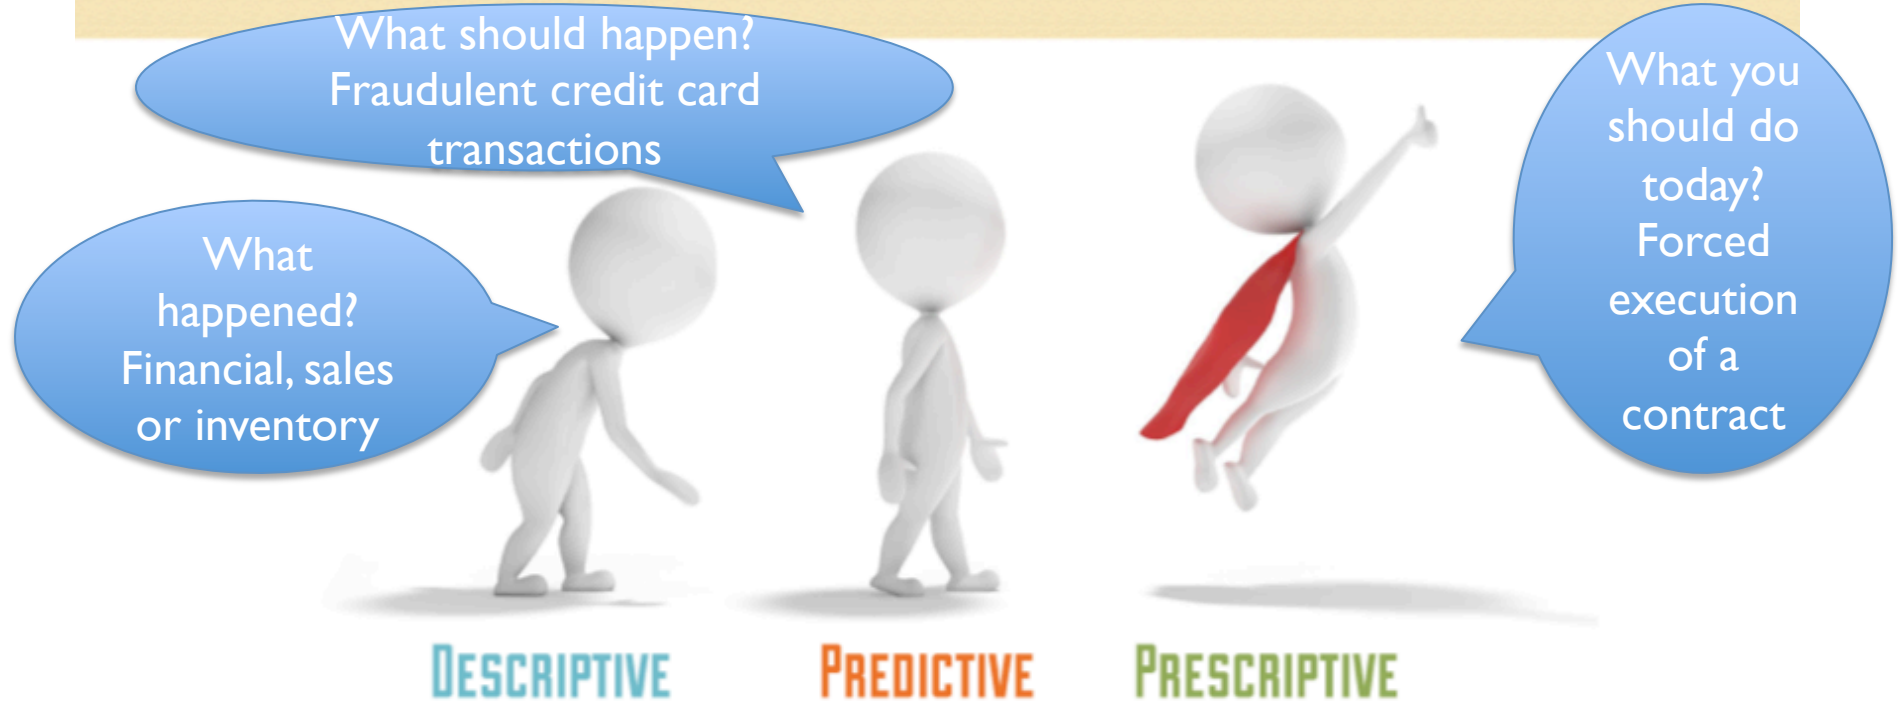 What should happen?
Fraudulent credit card
transactions
What
happened?
Financial, sales
or inventory
What you
should do
today?
Forced
execution
of a
contract
DESCRIPTIVE
PREDICTIVE
PRESCRIPTIVE